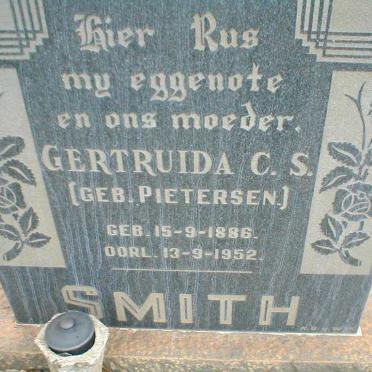 Hier Rus
my eggenote
en ons moeder.
GERTRUIDA C. S.
(GEB. PIETERSEN.)
GEB. 15-9-1886.
OORL. 13-9-1952.
SMITH